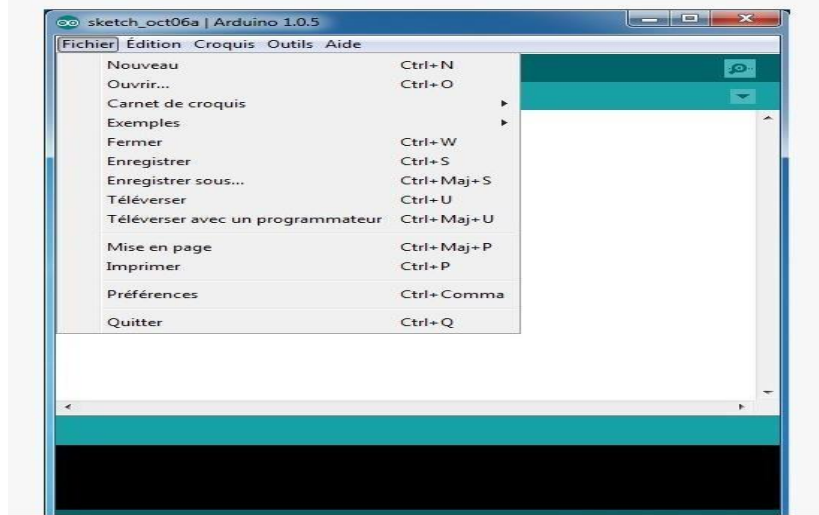 sketch_oct06a | Arduino 1.0.5
Fichier Édition Croquis Outils Aide
Nouveau Ctrl+N
Ouvrir... Ctrl+O
Carnet de croquis
Exemples
Fermer Ctrl+W
Enregistrer Ctrl+S
Enregistrer sous... Ctrl+Maj+S
Téléverser Ctrl+U
Téléverser avec un programmateur Ctrl+Maj+U
Mise en page Ctrl+Maj+P
Imprimer Ctrl+P
Préférences Ctrl+Comma
Quitter Ctrl+Q